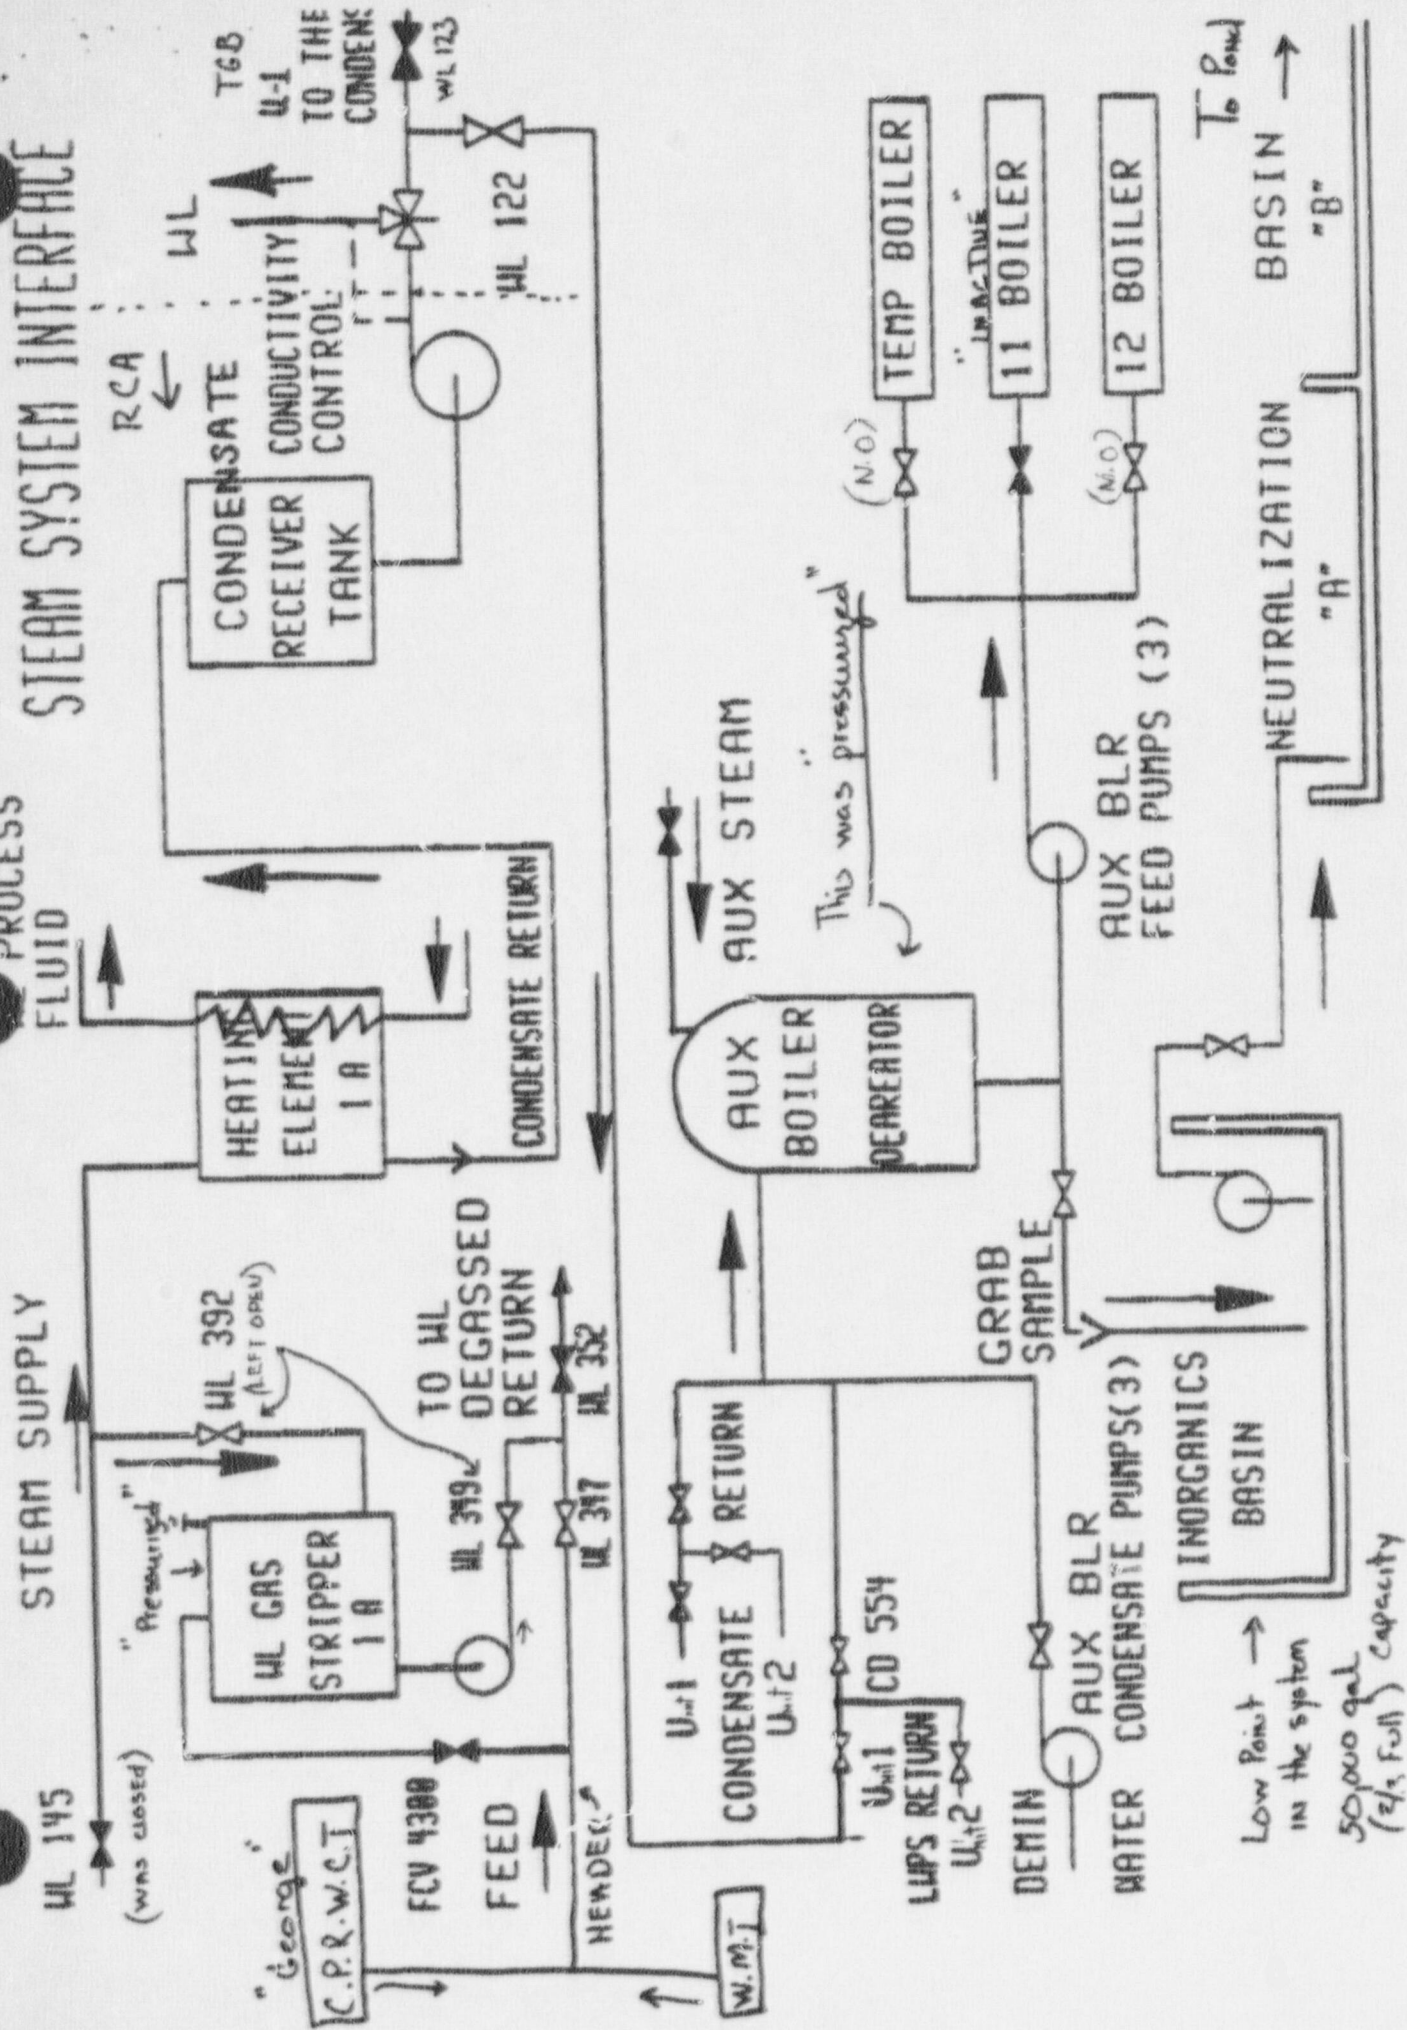 STEAM SYSTEM INTERFACE
PROCESS
FLUID
STEAM SUPPLY
WL 145
(WAS CLOSED)
"Pressurized"
WL 392
(LEFT OPEN)
WL GAS
STRIPPER
1A
HEATING
ELEMENT
1A
CONDENSATE RETURN
RCA
WL
CONDENSATE
RECEIVER
TANK
CONDUCTIVITY
CONTROL
TGB
U-1
TO THE
WL 123
WL 122
"George"
C.P.R.W.C.T
FCV 4300
FEED
HEADER
W.M.T
WL 349
WL 347
WL 352
TO WL
DEGASSED
RETURN
Unit 1
CONDENSATE RETURN
Unit 2
Unit 1
CD 554
LWPS RETURN
Unit 2
DEMIN
WATER
AUX BLR
CONDENSATE PUMPS(3)
AUX
BOILER
DEAREATOR
AUX STEAM
This was "pressurized"
GRAB
SAMPLE
AUX BLR
FEED PUMPS (3)
(N.O)
TEMP BOILER
"INACTIVE"
11 BOILER
(N.O)
12 BOILER
INORGANICS
BASIN
Low Point
IN the system
50,000 gal
(2/3 Full) Capacity
NEUTRALIZATION BASIN
"A"
"B"
To Pond